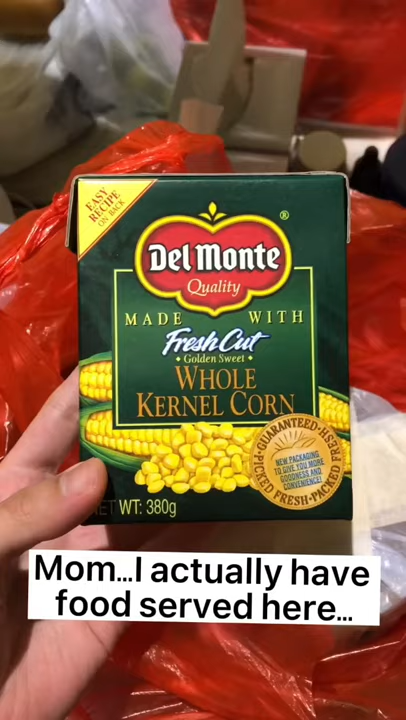 EASY
RECIPE
ON BACK
®
Del Monte
Quality
MADE WITH
Fresh Cut
• Golden Sweet •
WHOLE
KERNEL CORN
• GUARANTEED •
PICKED FRESH • PACKED FRESH
NEW PACKAGING
TO GIVE YOU MORE
GOODNESS AND
CONVENIENCE!
NET WT: 380g
Mom...I actually have
food served here...